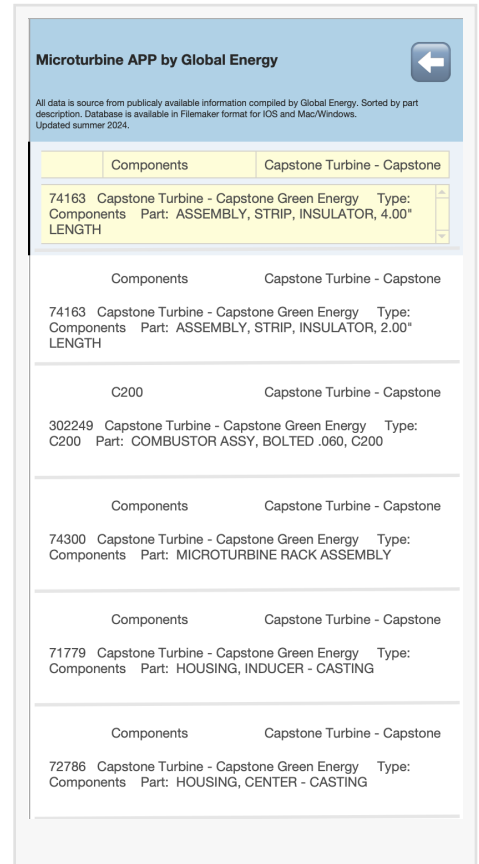 Microturbine APP by Global Energy
All data is source from publicaly available information compiled by Global Energy. Sorted by part
description. Database is available in Filemaker format for IOS and Mac/Windows.
Updated summer 2024.
Components Capstone Turbine - Capstone
74163 Capstone Turbine - Capstone Green Energy Type:
Components Part: ASSEMBLY, STRIP, INSULATOR, 4.00"
LENGTH
Components Capstone Turbine - Capstone
74163 Capstone Turbine - Capstone Green Energy Type:
Components Part: ASSEMBLY, STRIP, INSULATOR, 2.00"
LENGTH
C200 Capstone Turbine - Capstone
302249 Capstone Turbine - Capstone Green Energy Type:
C200 Part: COMBUSTOR ASSY, BOLTED .060, C200
Components Capstone Turbine - Capstone
74300 Capstone Turbine - Capstone Green Energy Type:
Components Part: MICROTURBINE RACK ASSEMBLY
Components Capstone Turbine - Capstone
71779 Capstone Turbine - Capstone Green Energy Type:
Components Part: HOUSING, INDUCER - CASTING
Components Capstone Turbine - Capstone
72786 Capstone Turbine - Capstone Green Energy Type:
Components Part: HOUSING, CENTER - CASTING